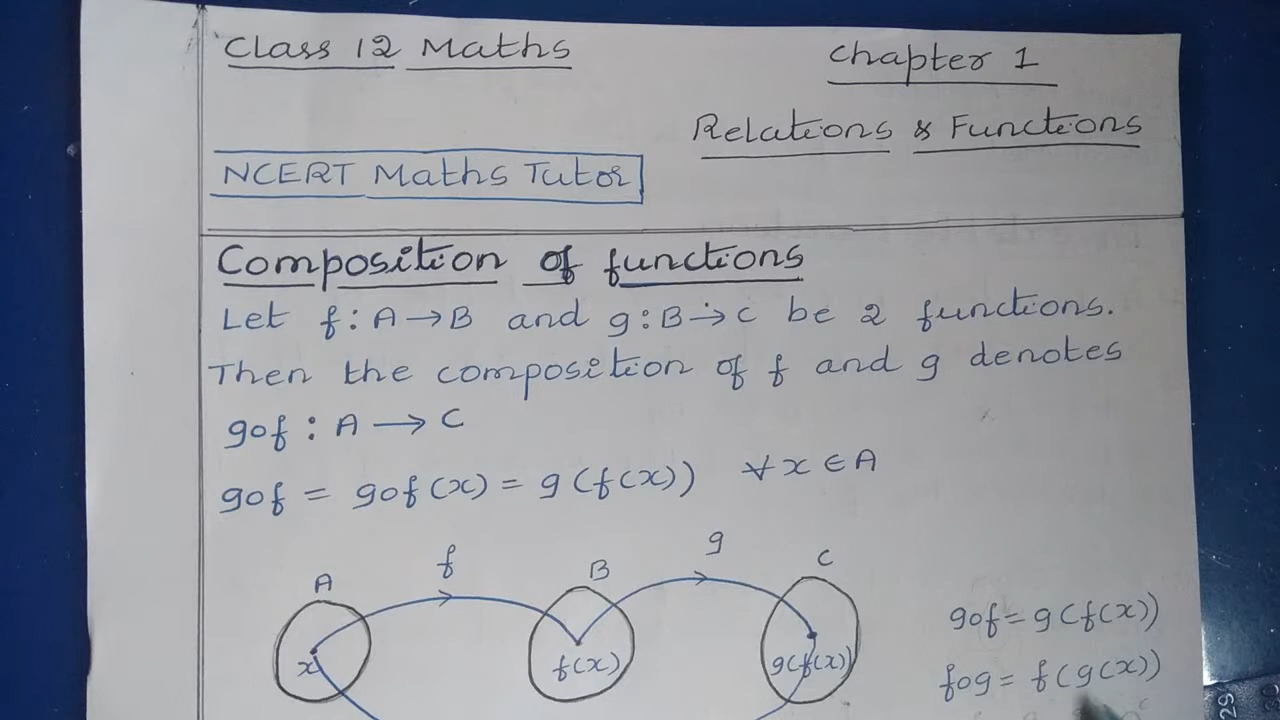 Class 12 Maths
Chapter 1
Relations & Functions
NCERT Maths Tutor
Composition of functions
Let f : A → B and g : B → C be 2 functions.
Then the composition of f and g denotes
gof : A → C
gof = gof(x) = g(f(x)) ∀ x ∈ A
f
g
A
B
C
x
f(x)
g(f(x))
gof = g(f(x))
fog = f(g(x))
29